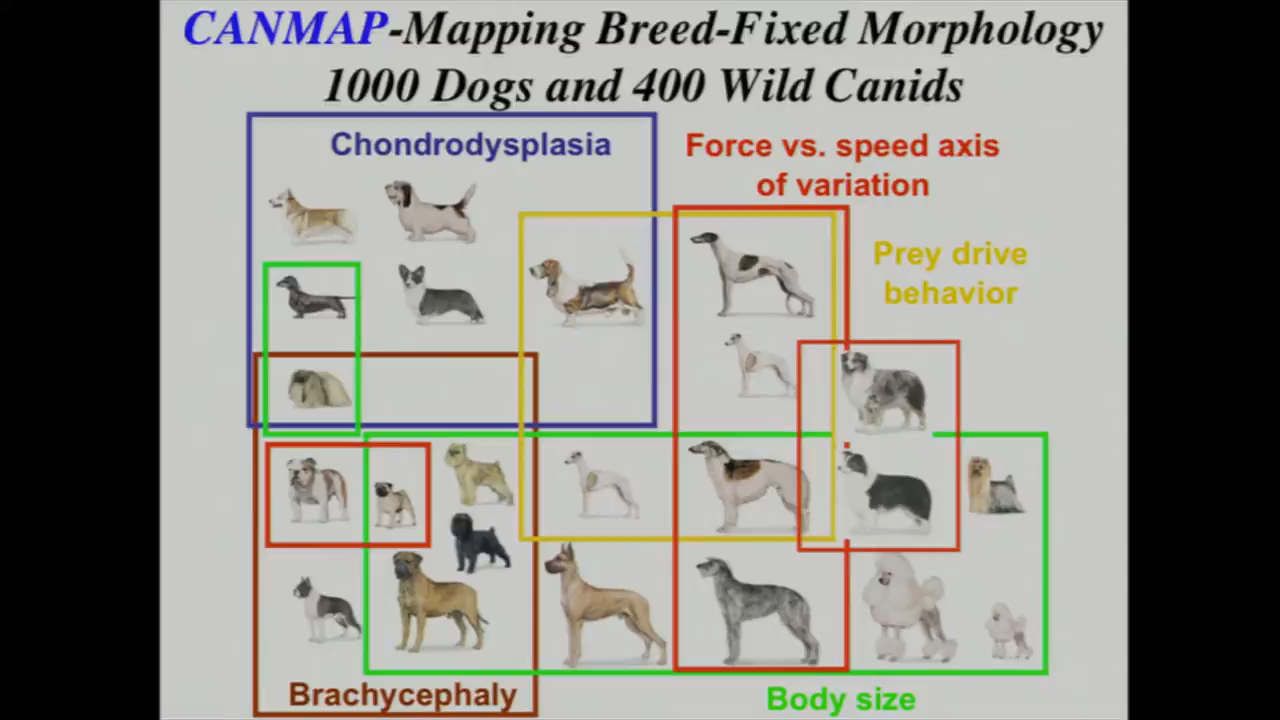 CANMAP-Mapping Breed-Fixed Morphology
1000 Dogs and 400 Wild Canids
Chondrodysplasia
Force vs. speed axis
of variation
Prey drive
behavior
Brachycephaly
Body size